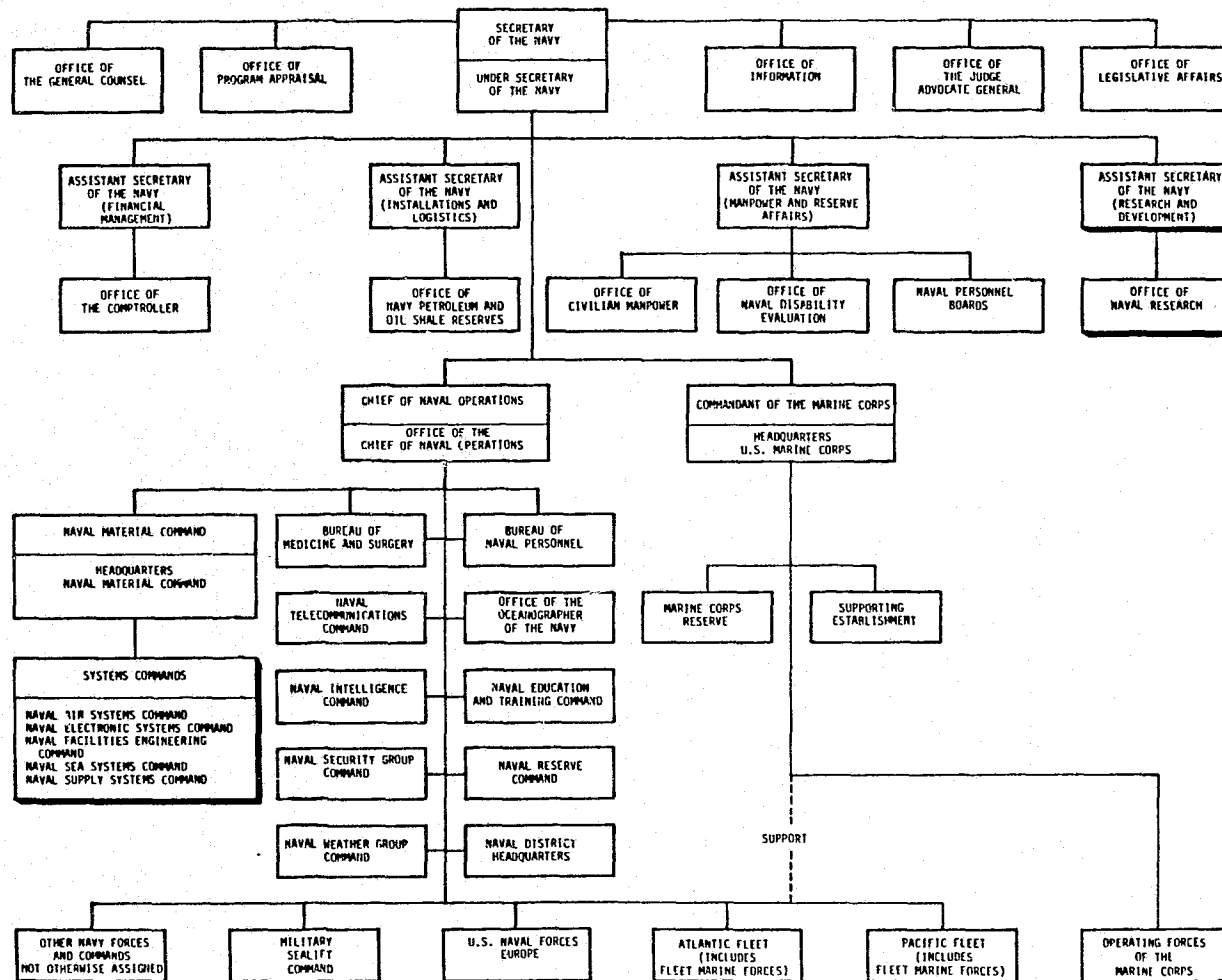 SECRETARY
OF THE NAVY
UNDER SECRETARY
OF THE NAVY
OFFICE OF
THE GENERAL COUNSEL
OFFICE OF
PROGRAM APPRAISAL
OFFICE OF
INFORMATION
OFFICE OF
THE JUDGE
ADVOCATE GENERAL
OFFICE OF
LEGISLATIVE AFFAIRS
ASSISTANT SECRETARY
OF THE NAVY
(FINANCIAL
MANAGEMENT)
ASSISTANT SECRETARY
OF THE NAVY
(INSTALLATIONS AND
LOGISTICS)
ASSISTANT SECRETARY
OF THE NAVY
(MANPOWER AND RESERVE
AFFAIRS)
ASSISTANT SECRETARY
OF THE NAVY
(RESEARCH AND
DEVELOPMENT)
OFFICE OF
THE COMPTROLLER
OFFICE OF
NAVY PETROLEUM AND
OIL SHALE RESERVES
OFFICE OF
CIVILIAN MANPOWER
OFFICE OF
NAVAL DISABILITY
EVALUATION
NAVAL PERSONNEL
BOARDS
OFFICE OF
NAVAL RESEARCH
CHIEF OF NAVAL OPERATIONS
OFFICE OF THE
CHIEF OF NAVAL OPERATIONS
COMMANDANT OF THE MARINE CORPS
HEADQUARTERS
U.S. MARINE CORPS
NAVAL MATERIAL COMMAND
HEADQUARTERS
NAVAL MATERIAL COMMAND
BUREAU OF
MEDICINE AND SURGERY
BUREAU OF
NAVAL PERSONNEL
NAVAL
TELECOMMUNICATIONS
COMMAND
OFFICE OF THE
OCEANOGRAPHER
OF THE NAVY
MARINE CORPS
RESERVE
SUPPORTING
ESTABLISHMENT
SYSTEMS COMMANDS
NAVAL AIR SYSTEMS COMMAND
NAVAL ELECTRONIC SYSTEMS COMMAND
NAVAL FACILITIES ENGINEERING
COMMAND
NAVAL SEA SYSTEMS COMMAND
NAVAL SUPPLY SYSTEMS COMMAND
NAVAL INTELLIGENCE
COMMAND
NAVAL EDUCATION
AND TRAINING COMMAND
NAVAL SECURITY GROUP
COMMAND
NAVAL RESERVE
COMMAND
NAVAL WEATHER GROUP
COMMAND
NAVAL DISTRICT
HEADQUARTERS
SUPPORT
OTHER NAVY FORCES
AND COMMANDS
NOT OTHERWISE ASSIGNED
MILITARY
SEALIFT
COMMAND
U.S. NAVAL FORCES
EUROPE
ATLANTIC FLEET
(INCLUDES
FLEET MARINE FORCES)
PACIFIC FLEET
(INCLUDES
FLEET MARINE FORCES)
OPERATING FORCES
OF THE
MARINE CORPS